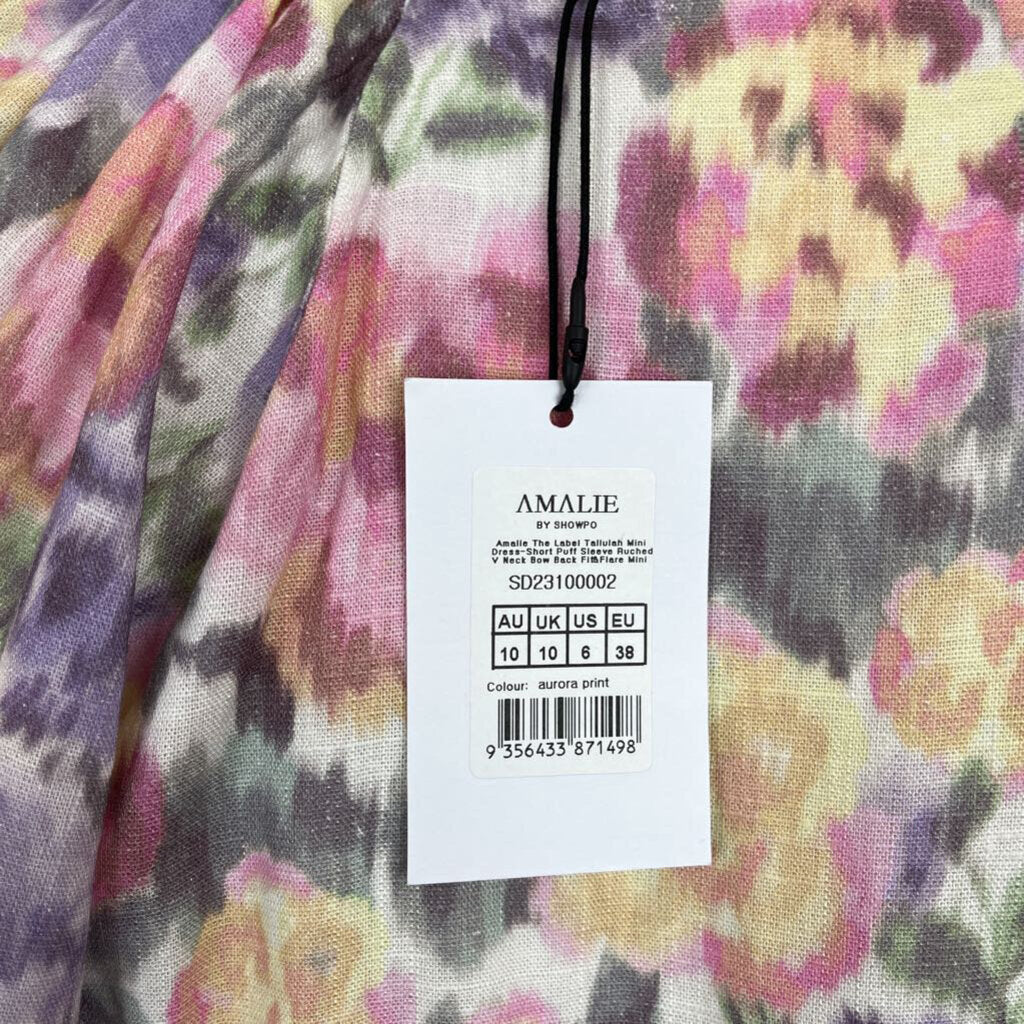 AMALIE
BY SHOWPO
Amalie The Label Tallulah Mini
Dress-Short Puff Sleeve Ruched
V Neck Bow Back Fit&Flare Mini
SD23100002
AU UK US EU
10 10 6 38
Colour: aurora print
9 356433 871498